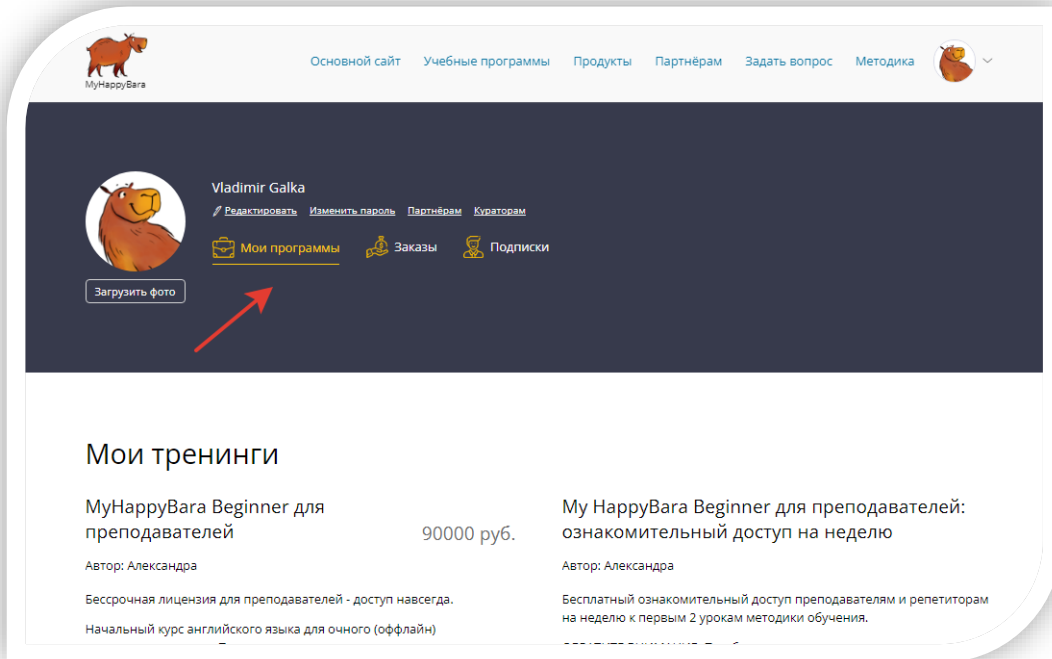 MyHappyBara
Основной сайт Учебные программы Продукты Партнёрам Задать вопрос Методика
Vladimir Galka
Редактировать Изменить пароль Партнёрам Кураторам
Мои программы Заказы Подписки
Загрузить фото
Мои тренинги
MyHappyBara Beginner для
преподавателей
90000 руб.
Автор: Александра
Бессрочная лицензия для преподавателей - доступ навсегда.
Начальный курс английского языка для очного (оффлайн)
My HappyBara Beginner для преподавателей:
ознакомительный доступ на неделю
Автор: Александра
Бесплатный ознакомительный доступ преподавателям и репетиторам
на неделю к первым 2 урокам методики обучения.